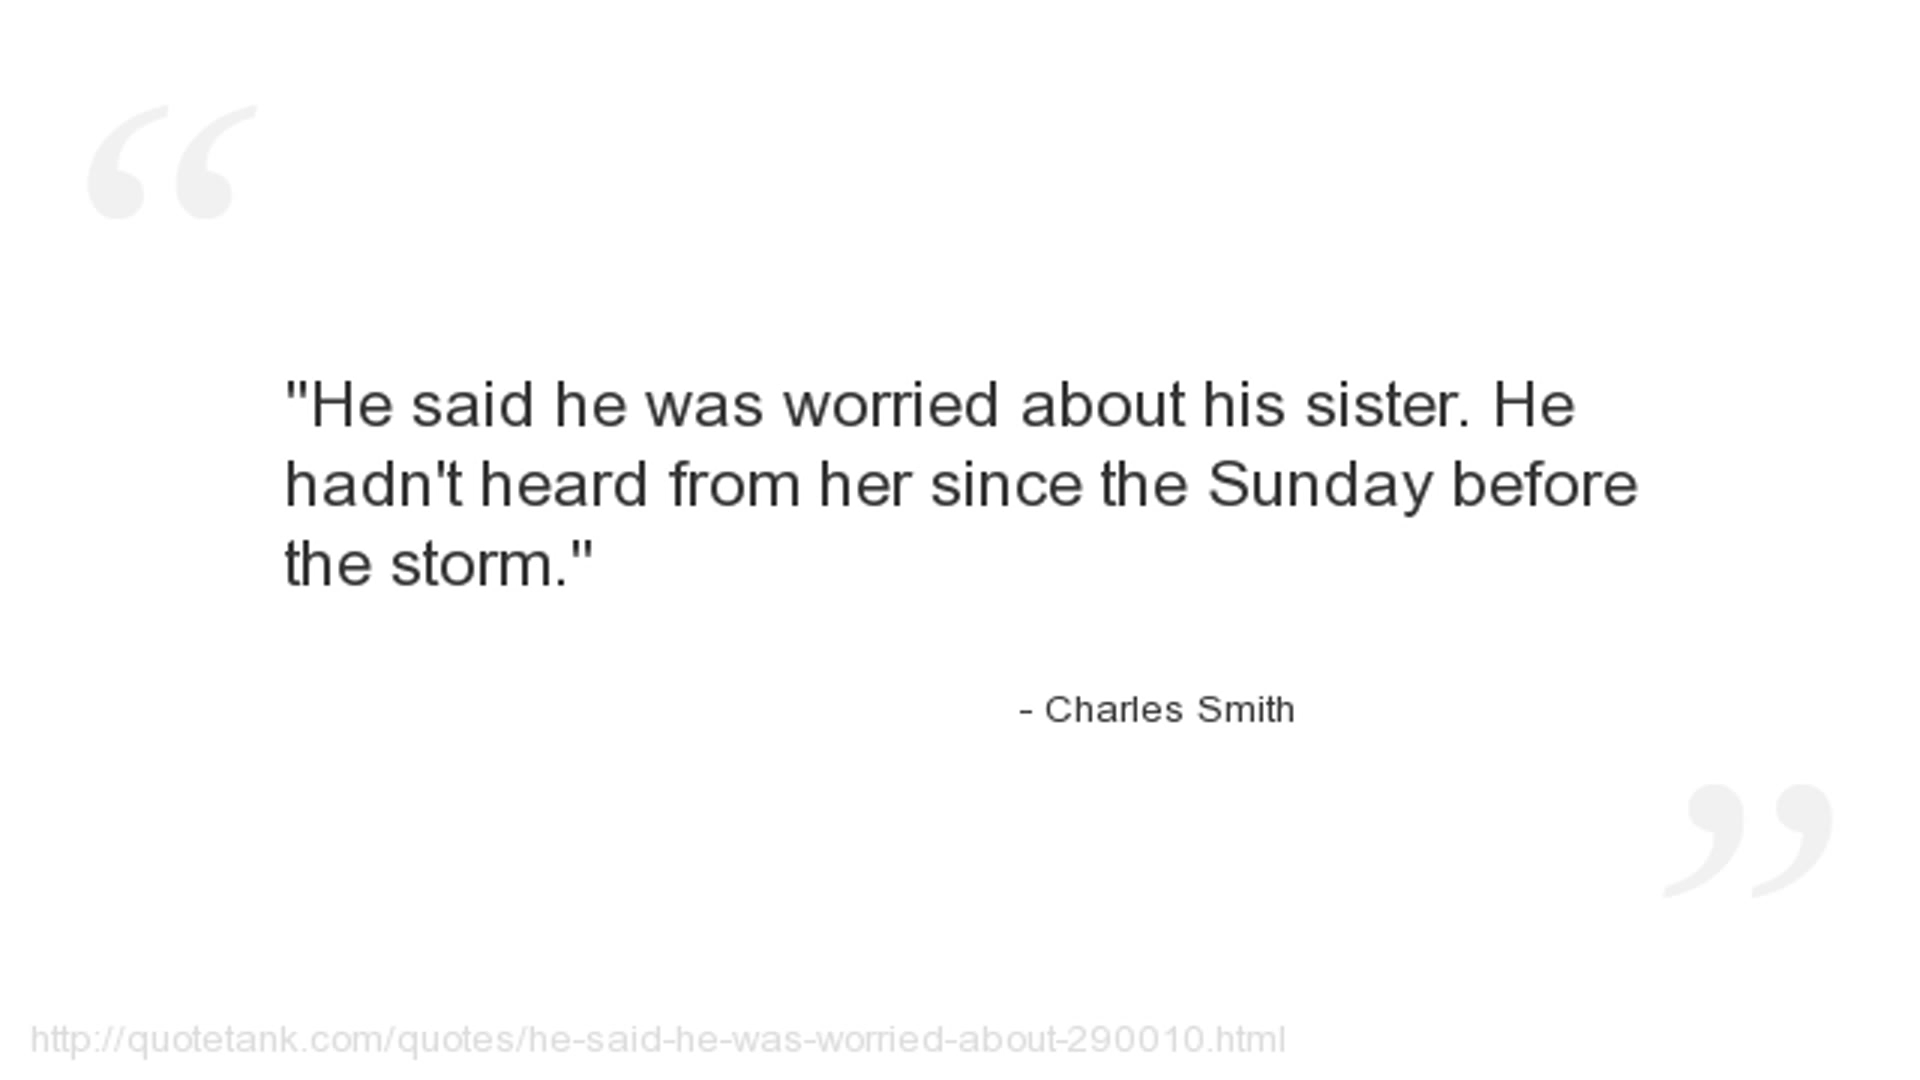 "He said he was worried about his sister. He
hadn't heard from her since the Sunday before
the storm."
- Charles Smith
http://quotetank.com/quotes/he-said-he-was-worried-about-290010.html